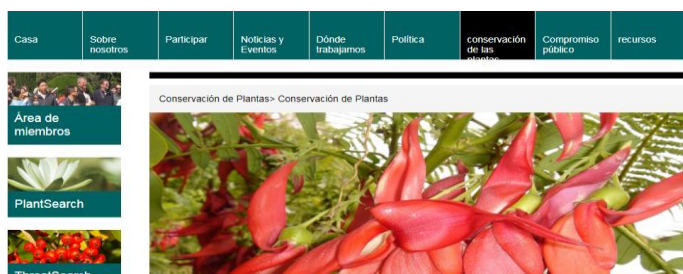 Casa
Sobre
nosotros
Participar
Noticias y
Eventos
Dónde
trabajamos
Política
conservación
de las
plantas
Compromiso
público
recursos
Conservación de Plantas> Conservación de Plantas
Área de
miembros
PlantSearch
ThreatSearch